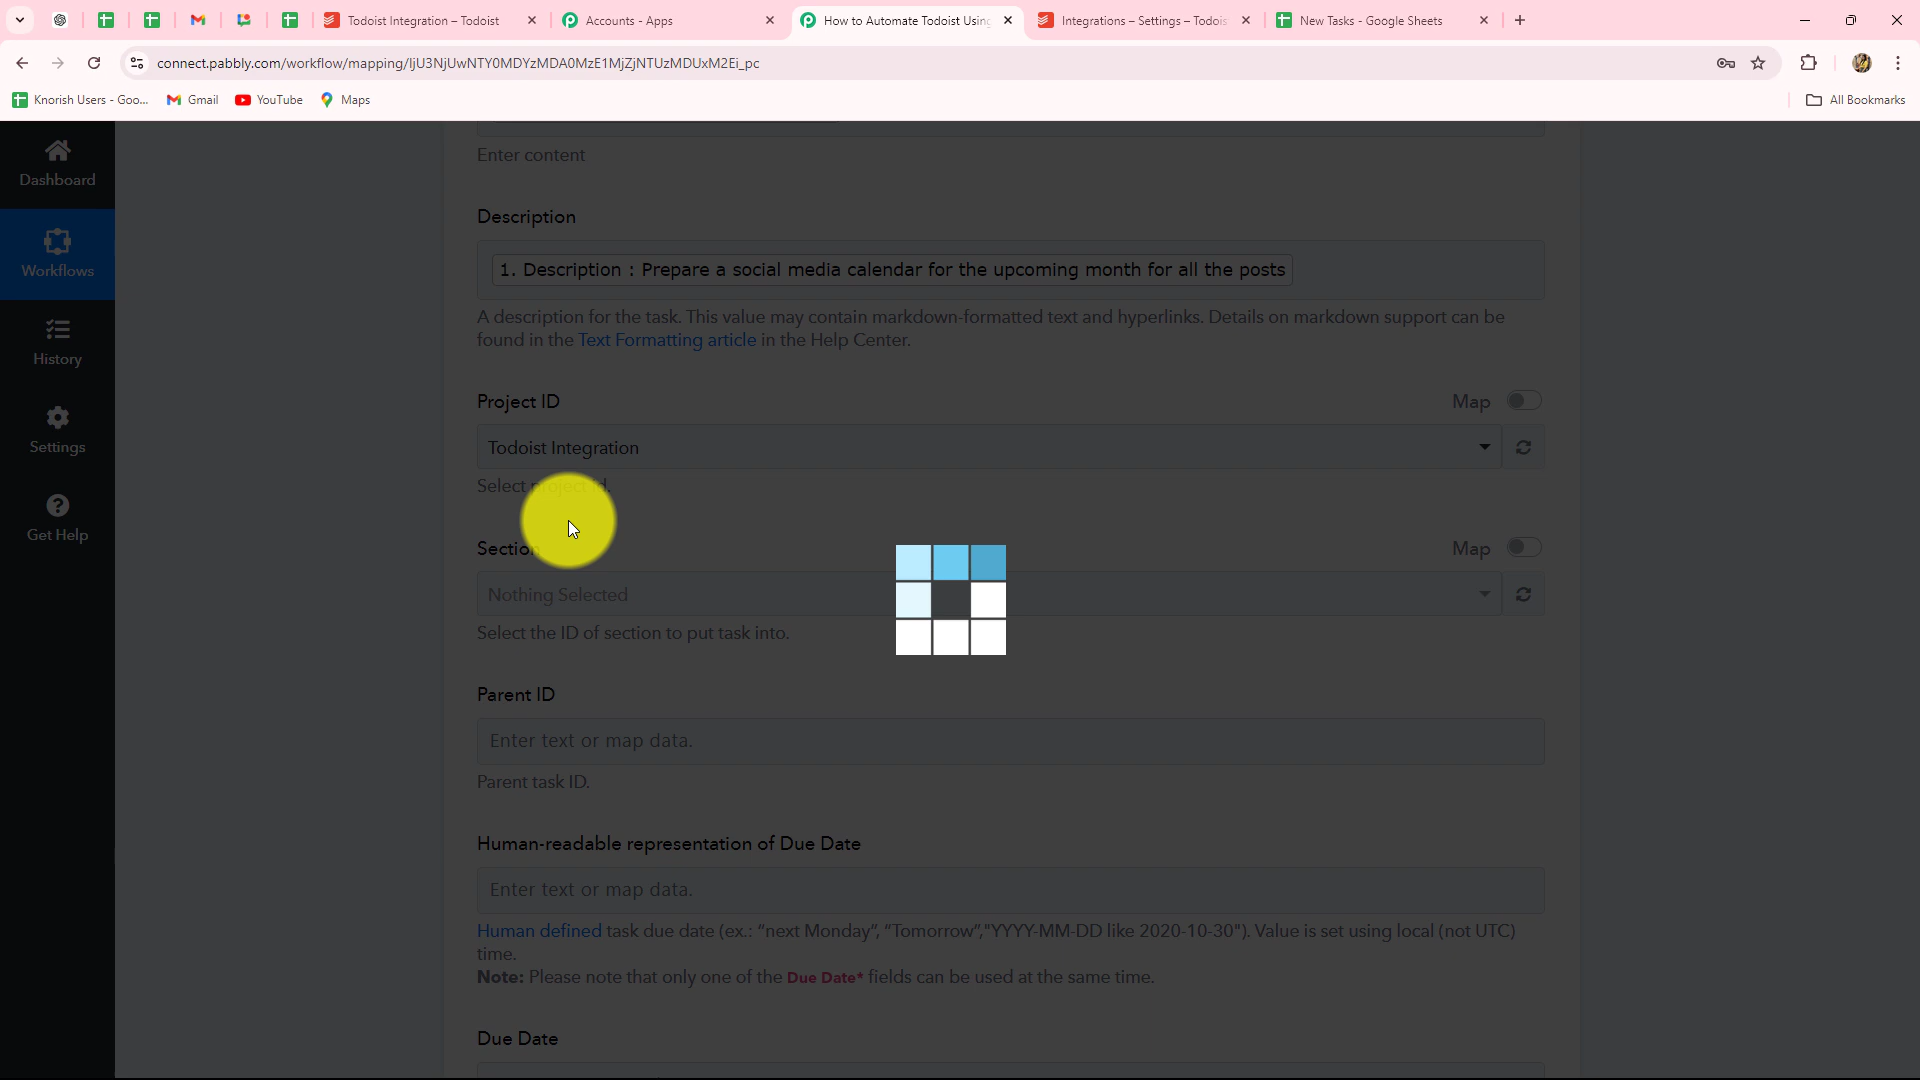 Todoist Integration – Todoist
Accounts - Apps
How to Automate Todoist Using
Integrations – Settings – Todois
New Tasks - Google Sheets
connect.pabbly.com/workflow/mapping/IjU3NjUwNTY0MDYzMDA0MzE1MjZjNTUzMDUxM2Ei_pc
Knorish Users - Goo...
Gmail
YouTube
Maps
All Bookmarks
Dashboard
Workflows
History
Settings
Get Help
Enter content
Description
1. Description : Prepare a social media calendar for the upcoming month for all the posts
A description for the task. This value may contain markdown-formatted text and hyperlinks. Details on markdown support can be
found in the Text Formatting article in the Help Center.
Project ID
Map
Todoist Integration
Select project id.
Section
Map
Nothing Selected
Select the ID of section to put task into.
Parent ID
Enter text or map data.
Parent task ID.
Human-readable representation of Due Date
Enter text or map data.
Human defined task due date (ex.: “next Monday”, “Tomorrow”,"YYYY-MM-DD like 2020-10-30"). Value is set using local (not UTC)
time.
Note: Please note that only one of the Due Date* fields can be used at the same time.
Due Date